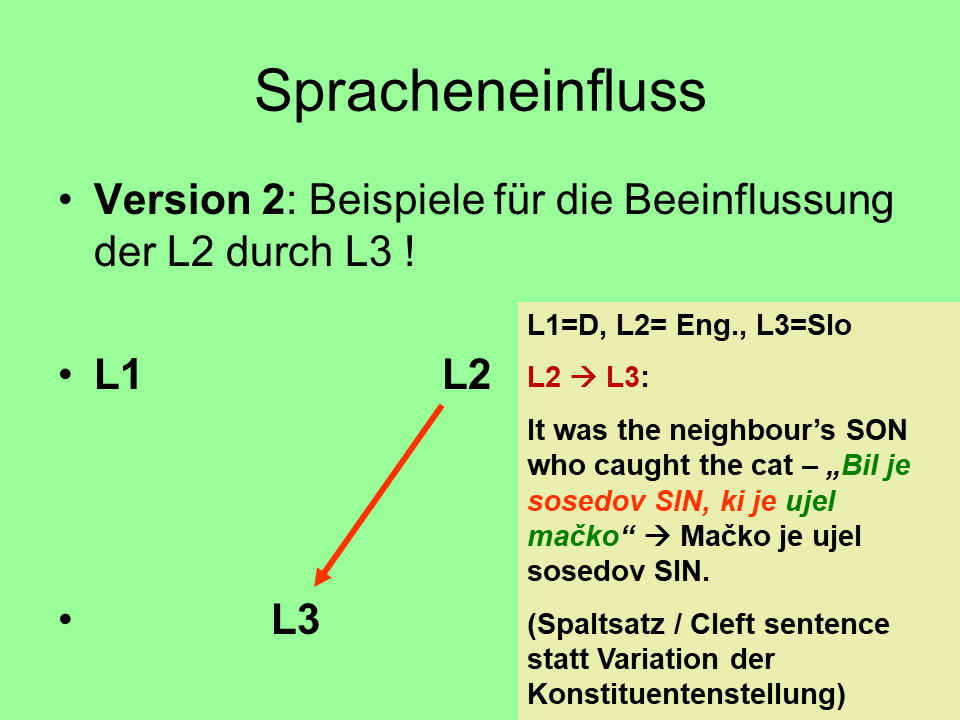 Spracheneinfluss
• Version 2: Beispiele für die Beeinflussung
der L2 durch L3 !
• L1 L2
• L3
L1=D, L2= Eng., L3=Slo
L2 → L3:
It was the neighbour’s SON
who caught the cat – „Bil je
sosedov SIN, ki je ujel
mačko“ → Mačko je ujel
sosedov SIN.
(Spaltsatz / Cleft sentence
statt Variation der
Konstituentenstellung)